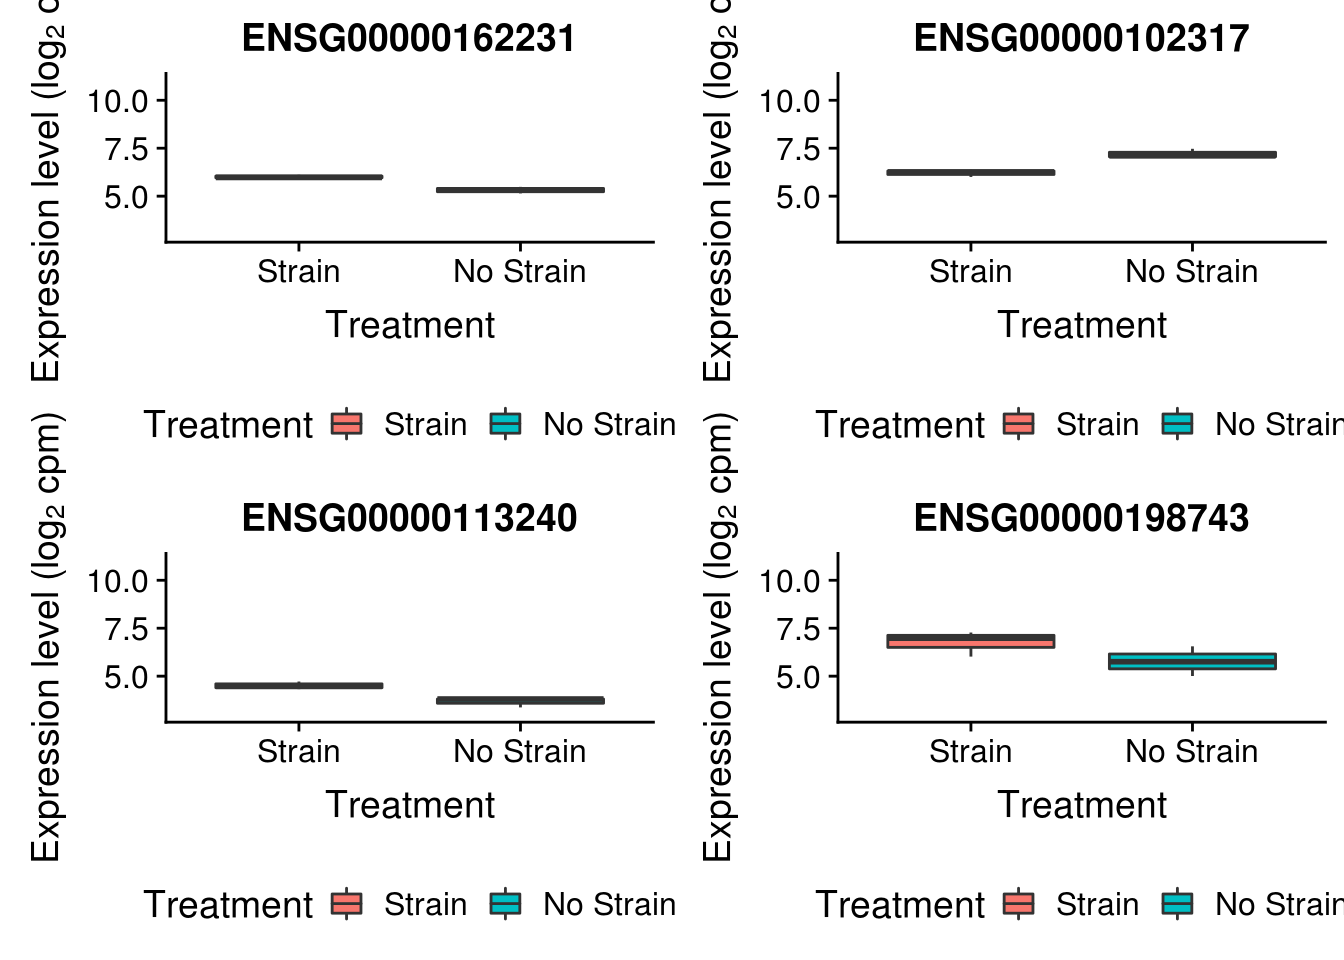 ENSG00000162231
Expression level (log₂ c
10.0
7.5
5.0
Strain No Strain
Treatment
Treatment Strain No Strain
ENSG00000102317
Expression level (log₂ c
10.0
7.5
5.0
Strain No Strain
Treatment
Treatment Strain No Strain
ENSG00000113240
Expression level (log₂ cpm)
10.0
7.5
5.0
Strain No Strain
Treatment
Treatment Strain No Strain
ENSG00000198743
Expression level (log₂ cpm)
10.0
7.5
5.0
Strain No Strain
Treatment
Treatment Strain No Strain